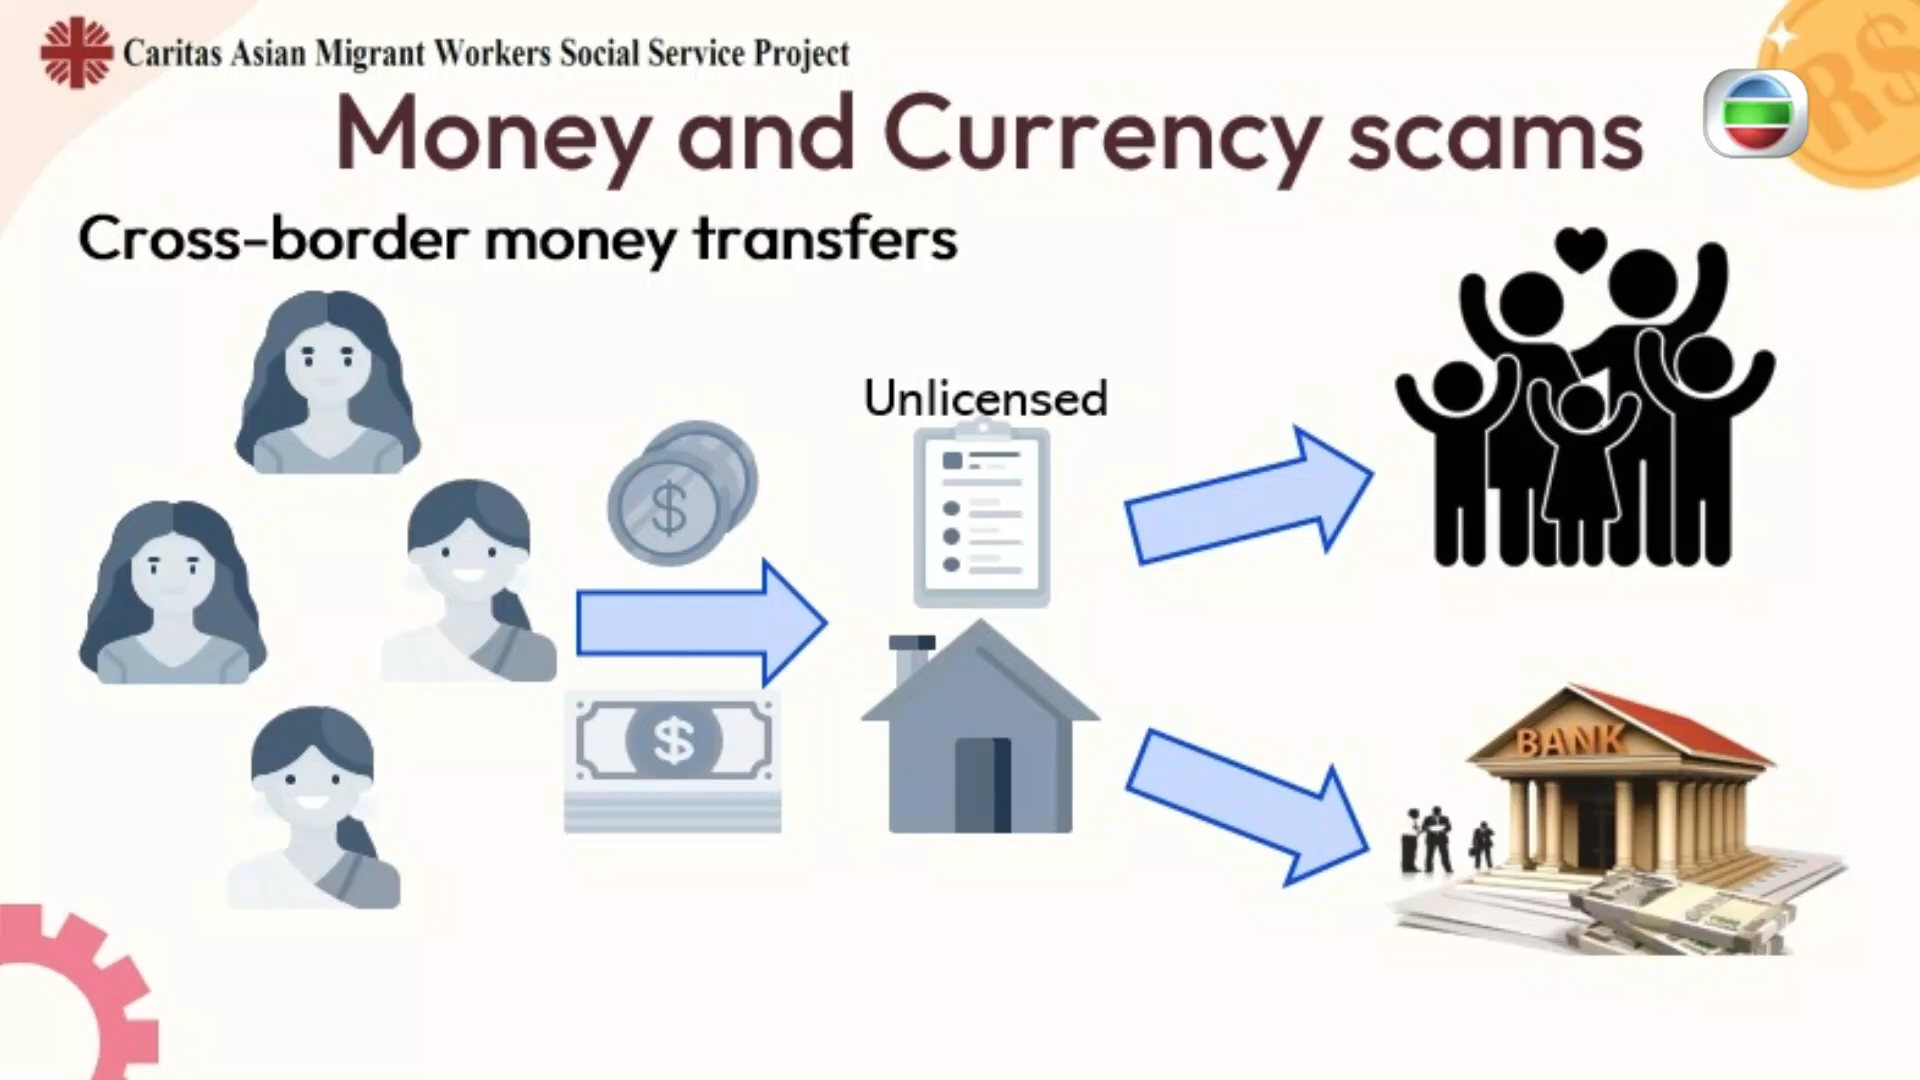 Caritas Asian Migrant Workers Social Service Project
Money and Currency scams
Cross-border money transfers
Unlicensed
$
$
BANK
R$